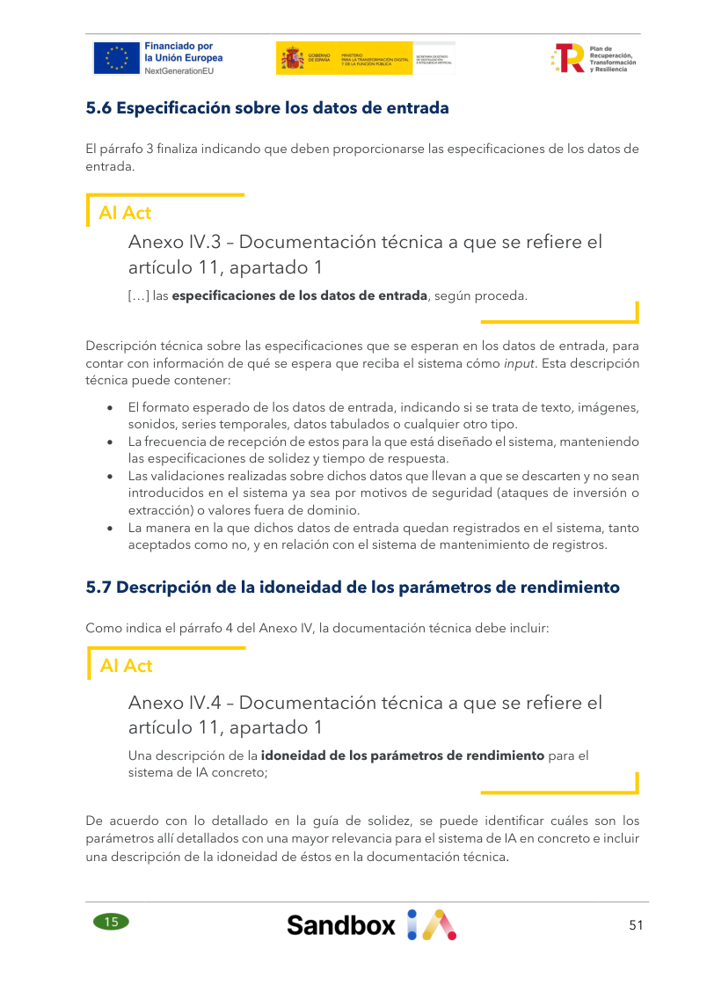 Financiado por
la Unión Europea
NextGenerationEU
GOBIERNO
DE ESPAÑA
MINISTERIO
PARA LA TRANSFORMACIÓN DIGITAL
Y DE LA FUNCIÓN PÚBLICA
SECRETARÍA DE ESTADO
DE DIGITALIZACIÓN
E INTELIGENCIA ARTIFICIAL
Plan de
Recuperación,
Transformación
y Resiliencia
5.6 Especificación sobre los datos de entrada
El párrafo 3 finaliza indicando que deben proporcionarse las especificaciones de los datos de
entrada.
AI Act
Anexo IV.3 – Documentación técnica a que se refiere el
artículo 11, apartado 1
[…] las especificaciones de los datos de entrada, según proceda.
Descripción técnica sobre las especificaciones que se esperan en los datos de entrada, para
contar con información de qué se espera que reciba el sistema cómo input. Esta descripción
técnica puede contener:
• El formato esperado de los datos de entrada, indicando si se trata de texto, imágenes,
sonidos, series temporales, datos tabulados o cualquier otro tipo.
• La frecuencia de recepción de estos para la que está diseñado el sistema, manteniendo
las especificaciones de solidez y tiempo de respuesta.
• Las validaciones realizadas sobre dichos datos que llevan a que se descarten y no sean
introducidos en el sistema ya sea por motivos de seguridad (ataques de inversión o
extracción) o valores fuera de dominio.
• La manera en la que dichos datos de entrada quedan registrados en el sistema, tanto
aceptados como no, y en relación con el sistema de mantenimiento de registros.
5.7 Descripción de la idoneidad de los parámetros de rendimiento
Como indica el párrafo 4 del Anexo IV, la documentación técnica debe incluir:
AI Act
Anexo IV.4 – Documentación técnica a que se refiere el
artículo 11, apartado 1
Una descripción de la idoneidad de los parámetros de rendimiento para el
sistema de IA concreto;
De acuerdo con lo detallado en la guía de solidez, se puede identificar cuáles son los
parámetros allí detallados con una mayor relevancia para el sistema de IA en concreto e incluir
una descripción de la idoneidad de éstos en la documentación técnica.
15
Sandbox IA
51